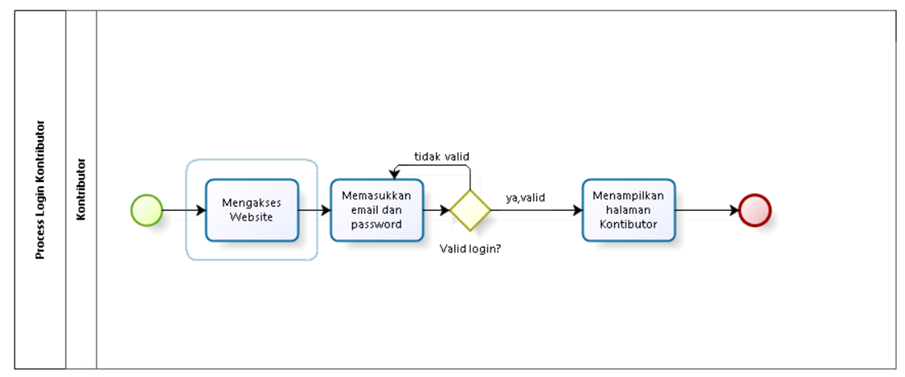 Process Login Kontributor
Kontributor
Mengakses
Website
Memasukkan
email dan
password
tidak valid
Valid login?
ya,valid
Menampilkan
halaman
Kontibutor